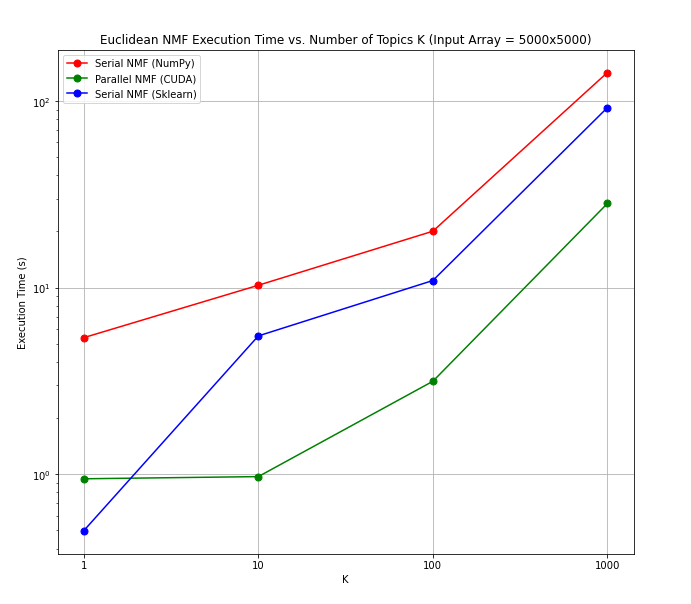 Euclidean NMF Execution Time vs. Number of Topics K (Input Array = 5000x5000)
Serial NMF (NumPy)
Parallel NMF (CUDA)
Serial NMF (Sklearn)
Execution Time (s)
10²
10¹
10⁰
1
10
100
1000
K